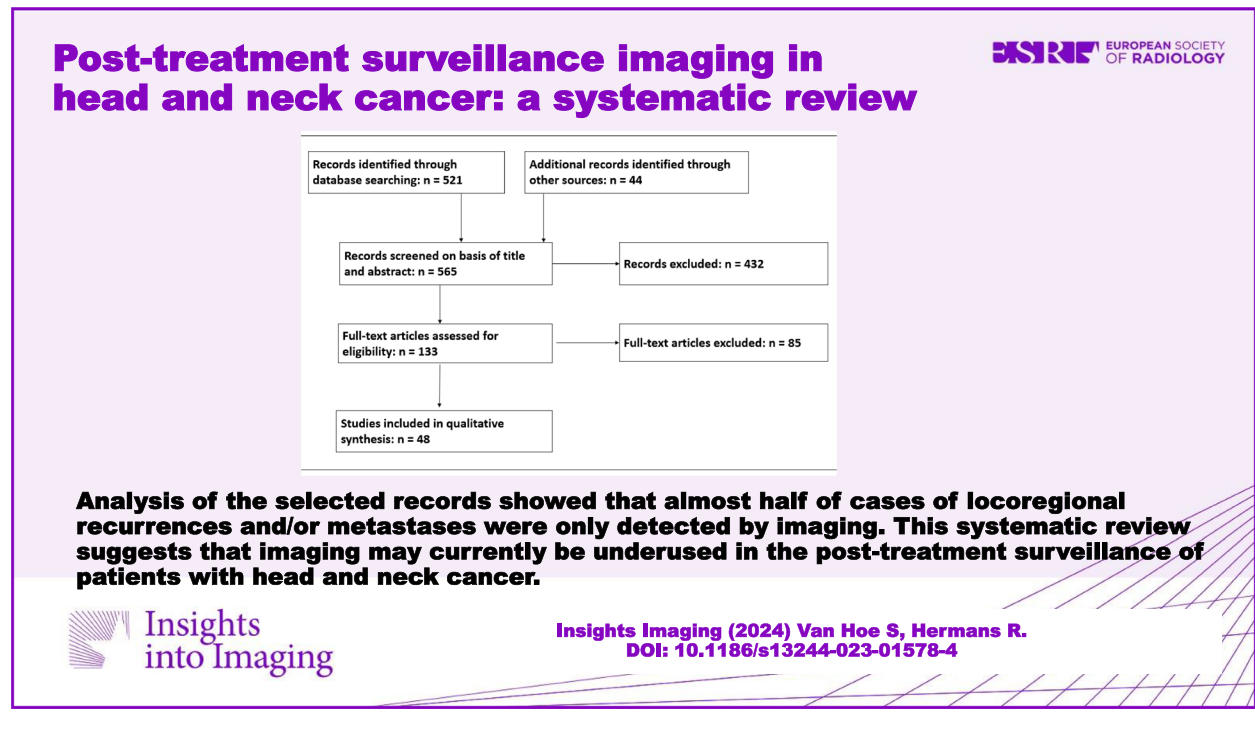 Post-treatment surveillance imaging in
head and neck cancer: a systematic review
ESR
EUROPEAN SOCIETY
OF RADIOLOGY
Records identified through
database searching: n = 521
Additional records identified through
other sources: n = 44
Records screened on basis of title
and abstract: n = 565
Records excluded: n = 432
Full-text articles assessed for
eligibility: n = 133
Full-text articles excluded: n = 85
Studies included in qualitative
synthesis: n = 48
Analysis of the selected records showed that almost half of cases of locoregional
recurrences and/or metastases were only detected by imaging. This systematic review
suggests that imaging may currently be underused in the post-treatment surveillance of
patients with head and neck cancer.
Insights
into Imaging
Insights Imaging (2024) Van Hoe S, Hermans R.
DOI: 10.1186/s13244-023-01578-4